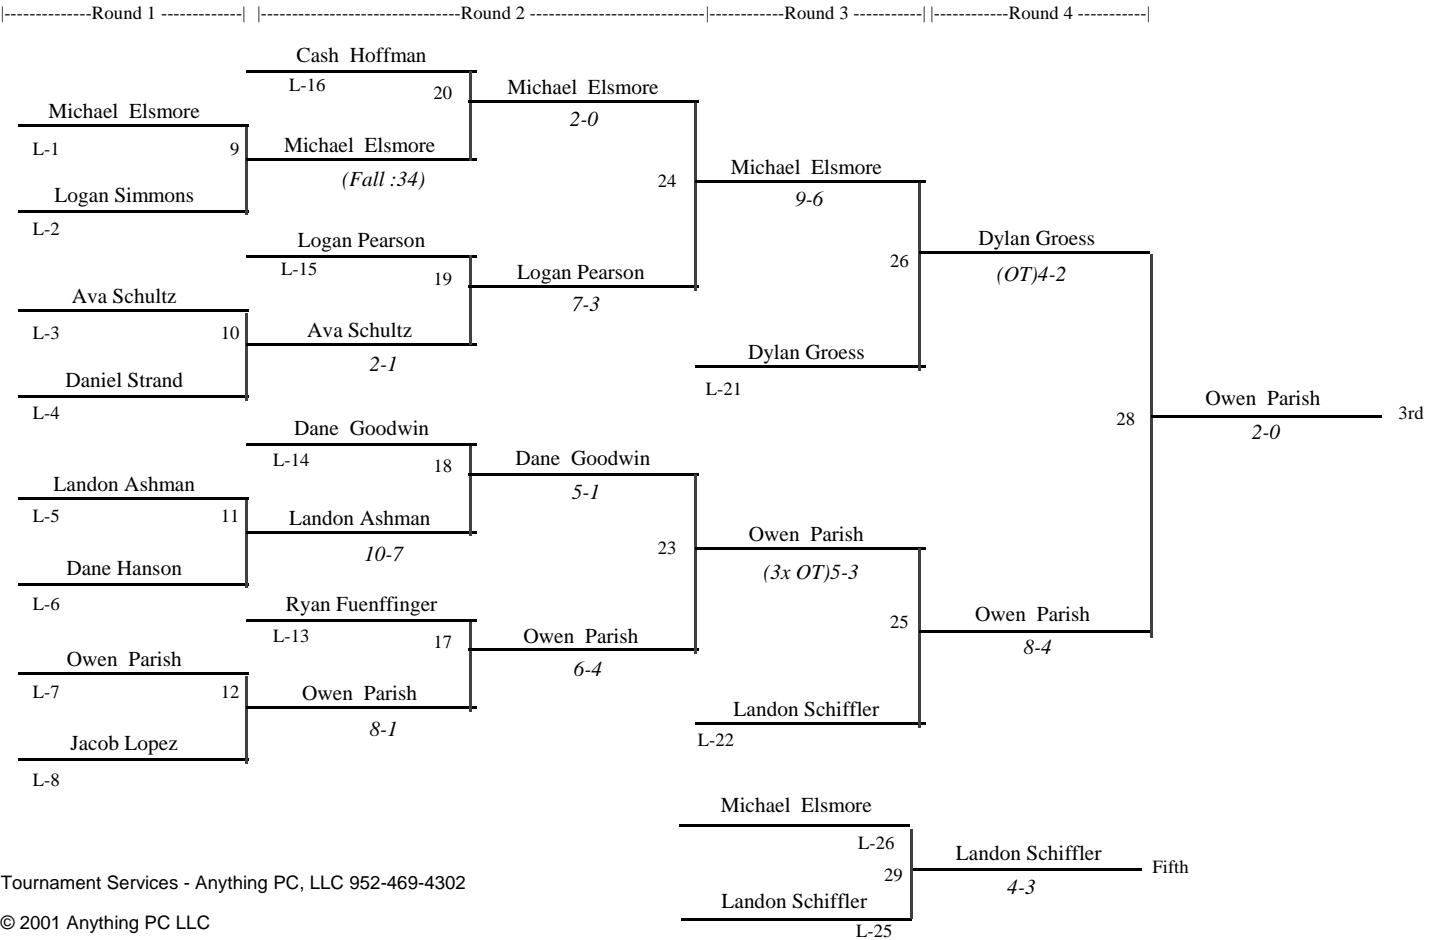 |---------------Round 1 --------------| |----------------------------------Round 2 ------------------------------|-------------Round 3 ------------| |-------------Round 4 ------------|
Cash Hoffman
L-16
20
Michael Elsmore
2-0
Michael Elsmore
L-1
9
Michael Elsmore
(Fall :34)
Logan Simmons
L-2
24
Michael Elsmore
9-6
Logan Pearson
L-15
19
Logan Pearson
7-3
Ava Schultz
L-3
10
Ava Schultz
2-1
Daniel Strand
L-4
26
Dylan Groess
(OT)4-2
Dylan Groess
L-21
28
Owen Parish
2-0
3rd
Dane Goodwin
L-14
18
Dane Goodwin
5-1
Landon Ashman
L-5
11
Landon Ashman
10-7
Dane Hanson
L-6
23
Owen Parish
(3x OT)5-3
Ryan Fuenffinger
L-13
17
Owen Parish
6-4
Owen Parish
L-7
12
Owen Parish
8-1
Jacob Lopez
L-8
25
Owen Parish
8-4
Landon Schiffler
L-22
Michael Elsmore
L-26
29
Landon Schiffler
4-3
Fifth
Landon Schiffler
L-25
Tournament Services - Anything PC, LLC 952-469-4302
© 2001 Anything PC LLC